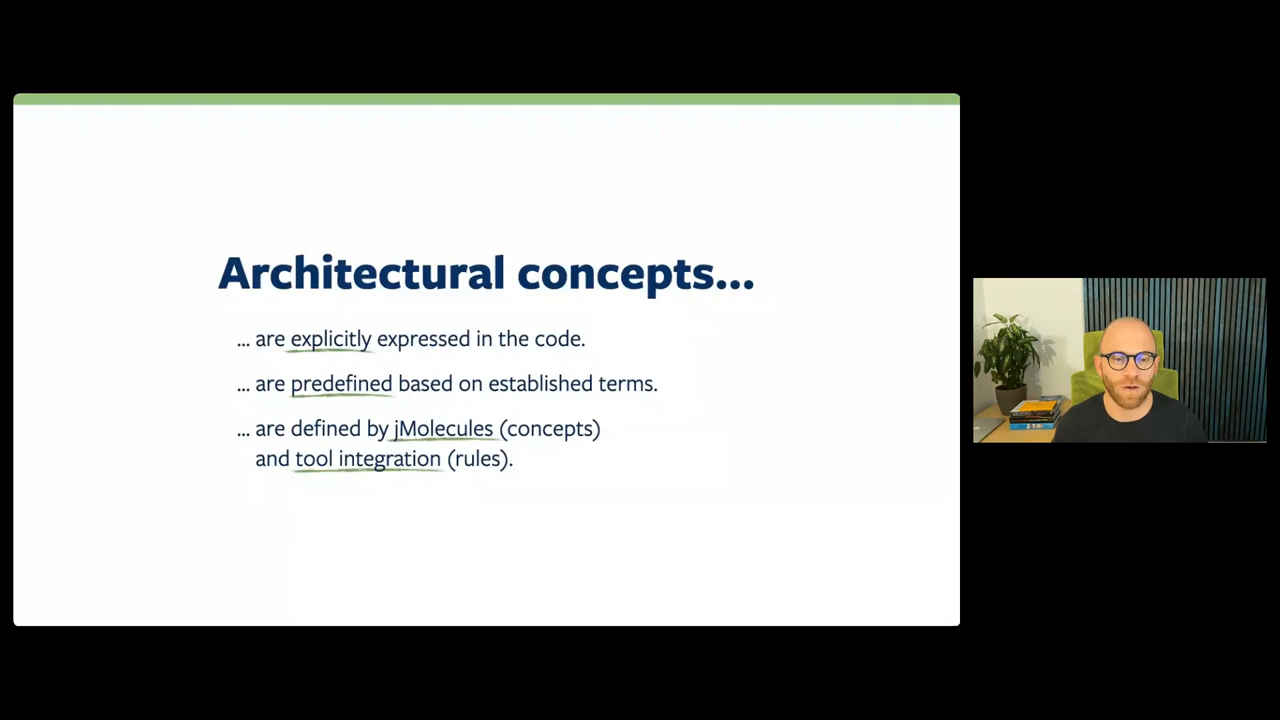 Architectural concepts...
... are explicitly expressed in the code.
... are predefined based on established terms.
... are defined by jMolecules (concepts)
and tool integration (rules).